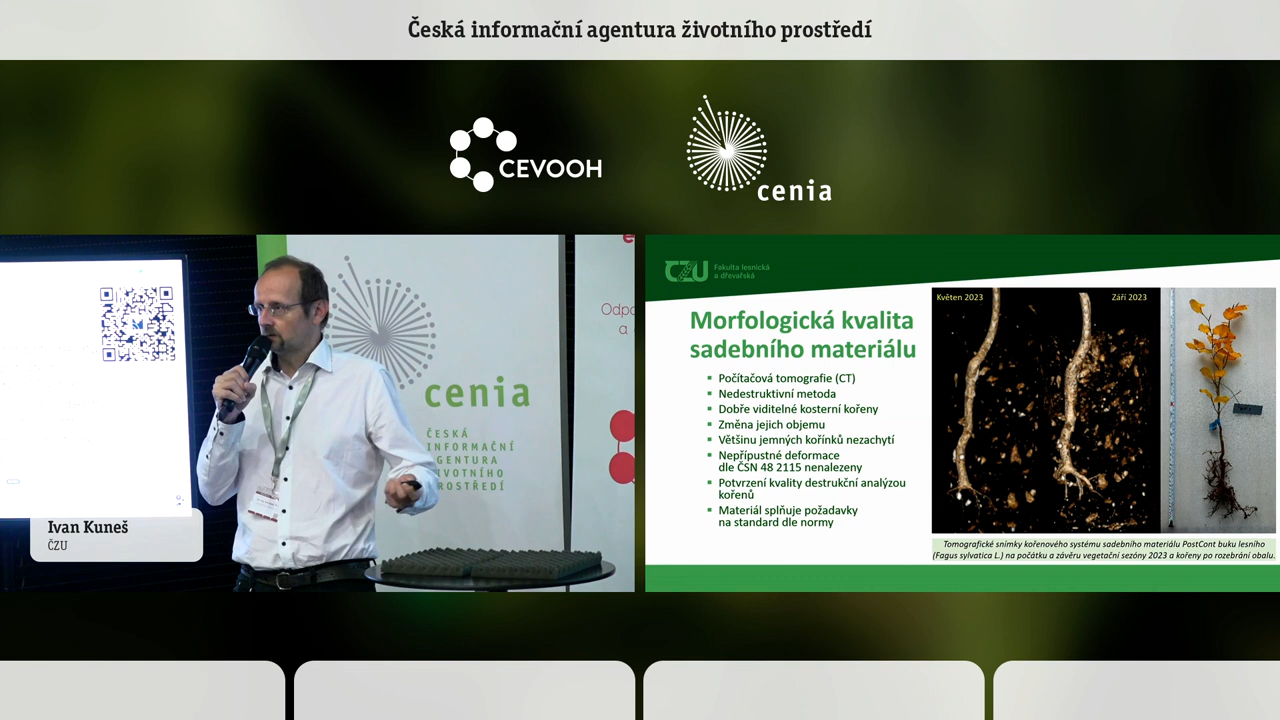 Česká informační agentura životního prostředí
CEVOOH
cenia
cenia
ČESKÁ
INFORMAČNÍ
AGENTURA
ŽIVOTNÍHO
PROSTŘEDÍ
Odpo
a
Ivan Kuneš
ČZU
ČZU Fakulta lesnická
a dřevařská
Morfologická kvalita
sadebního materiálu
Počítačová tomografie (CT)
Nedestruktivní metoda
Dobře viditelné kosterní kořeny
Změna jejich objemu
Většinu jemných kořínků nezachytí
Nepřípustné deformace
dle ČSN 48 2115 nenalezeny
Potvrzení kvality destrukční analýzou
kořenů
Materiál splňuje požadavky
na standard dle normy
Květen 2023
Září 2023
Tomografické snímky kořenového systému sadebního materiálu PostCont buku lesního
(Fagus sylvatica L.) na počátku a závěru vegetační sezóny 2023 a kořeny po rozebrání obalu.